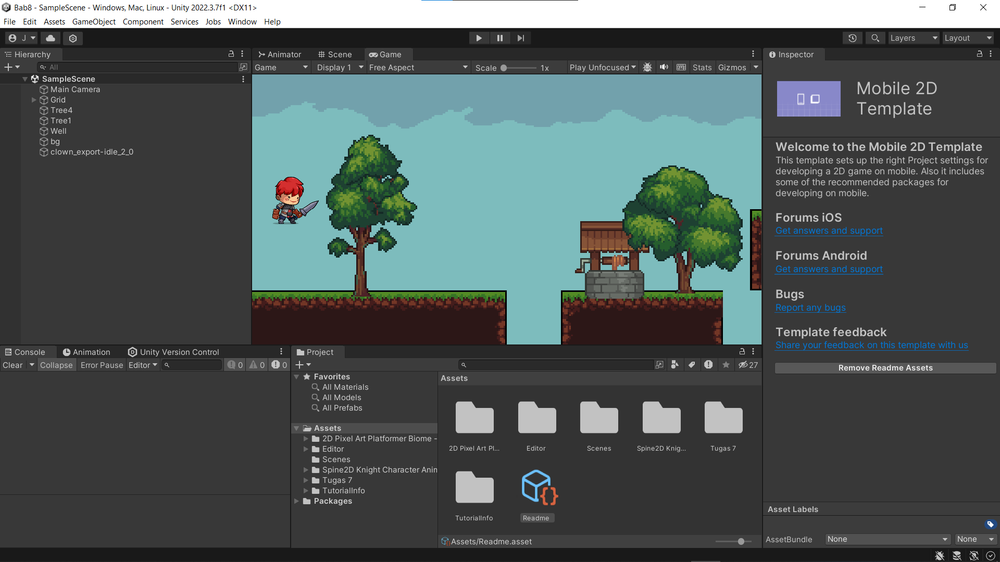 Bab8 - SampleScene - Windows, Mac, Linux - Unity 2022.3.7f1 <DX11>
File Edit Assets GameObject Component Services Jobs Window Help
J Layers Layout
Hierarchy
All
SampleScene
Main Camera
Grid
Tree4
Tree1
Well
bg
clown_export-idle_2_0
Animator Scene Game
Game Display 1 Free Aspect Scale 1x Play Unfocused Stats Gizmos
Inspector
Mobile 2D
Template
Welcome to the Mobile 2D Template
This template sets up the right Project settings for
developing a 2D game on mobile. Also it includes
some of the recommended packages for
developing on mobile.
Forums iOS
Get answers and support
Forums Android
Get answers and support
Bugs
Report any bugs
Template feedback
Share your feedback on this template with us
Remove Readme Assets
Console Animation Unity Version Control
Clear Collapse Error Pause Editor 0 0 0
Project
27
Favorites
All Materials
All Models
All Prefabs
Assets
2D Pixel Art Platformer Biome -
Editor
Scenes
Spine2D Knight Character Anim
Tugas 7
TutorialInfo
Packages
Assets
2D Pixel Art Pl... Editor Scenes Spine2D Knig... Tugas 7
TutorialInfo Readme
Assets/Readme.asset
Asset Labels
AssetBundle None None